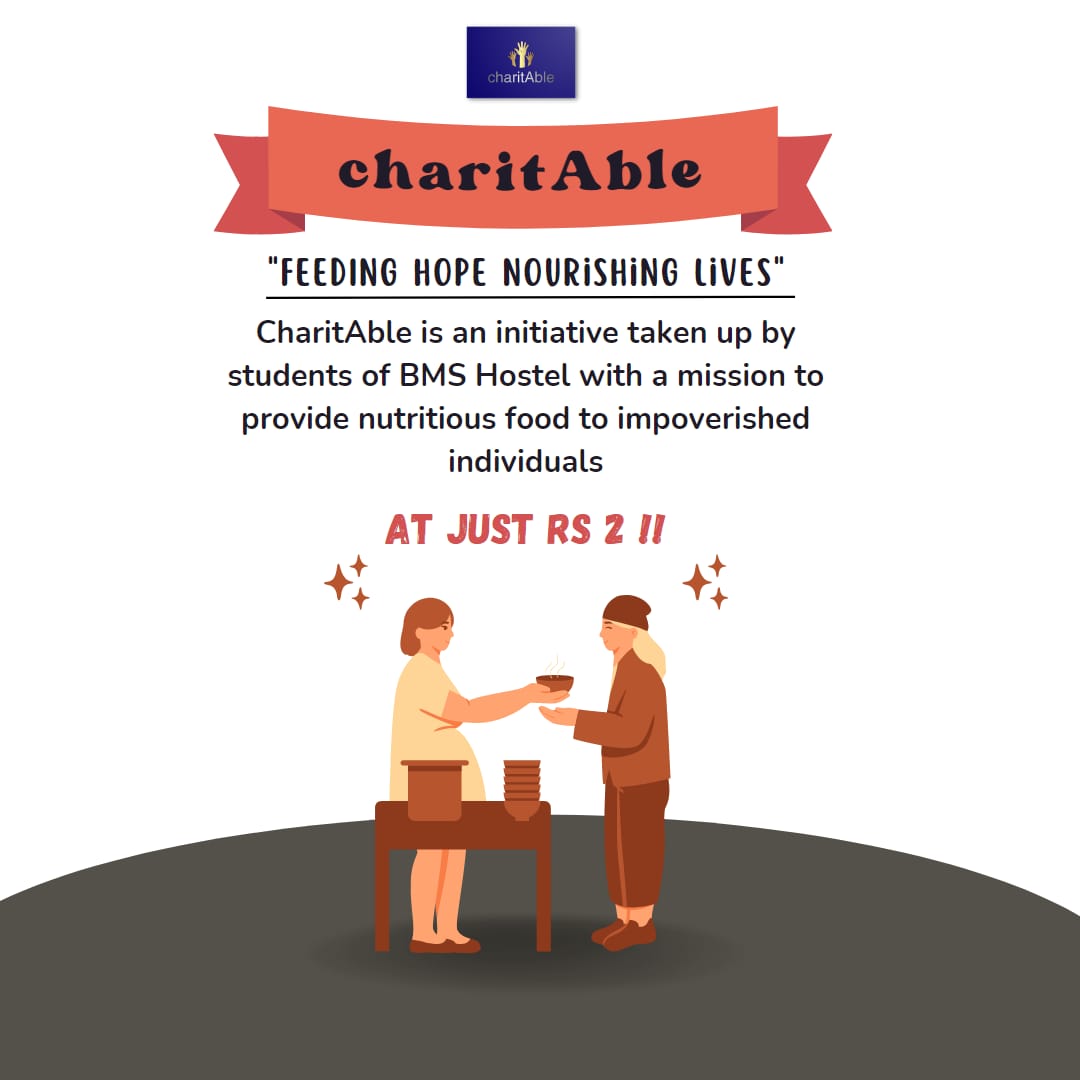 charitAble
charitAble
"FEEDING HOPE NOURiSHiNG LiVES"
CharitAble is an initiative taken up by
students of BMS Hostel with a mission to
provide nutritious food to impoverished
individuals
AT JUST RS 2 !!